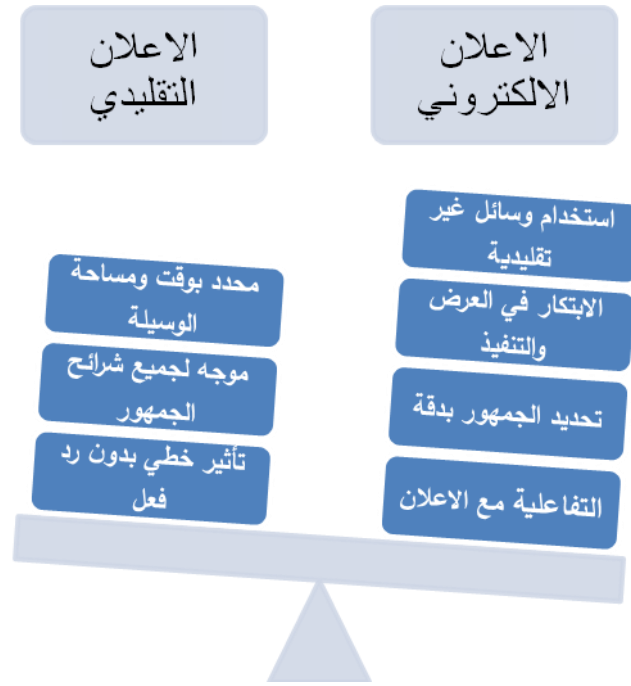 الاعلان
الالكتروني
الاعلان
التقليدي
استخدام وسائل غير
تقليدية
الابتكار في العرض
والتنفيذ
تحديد الجمهور بدقة
التفاعلية مع الاعلان
محدد بوقت ومساحة
الوسيلة
موجه لجميع شرائح
الجمهور
تأثير خطي بدون رد
فعل